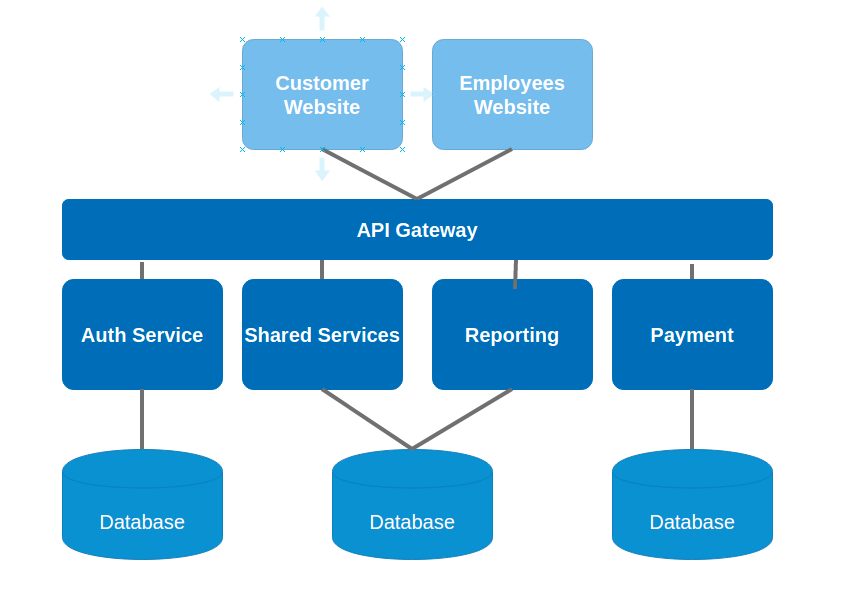 Customer
Website
Employees
Website
API Gateway
Auth Service
Shared Services
Reporting
Payment
Database
Database
Database